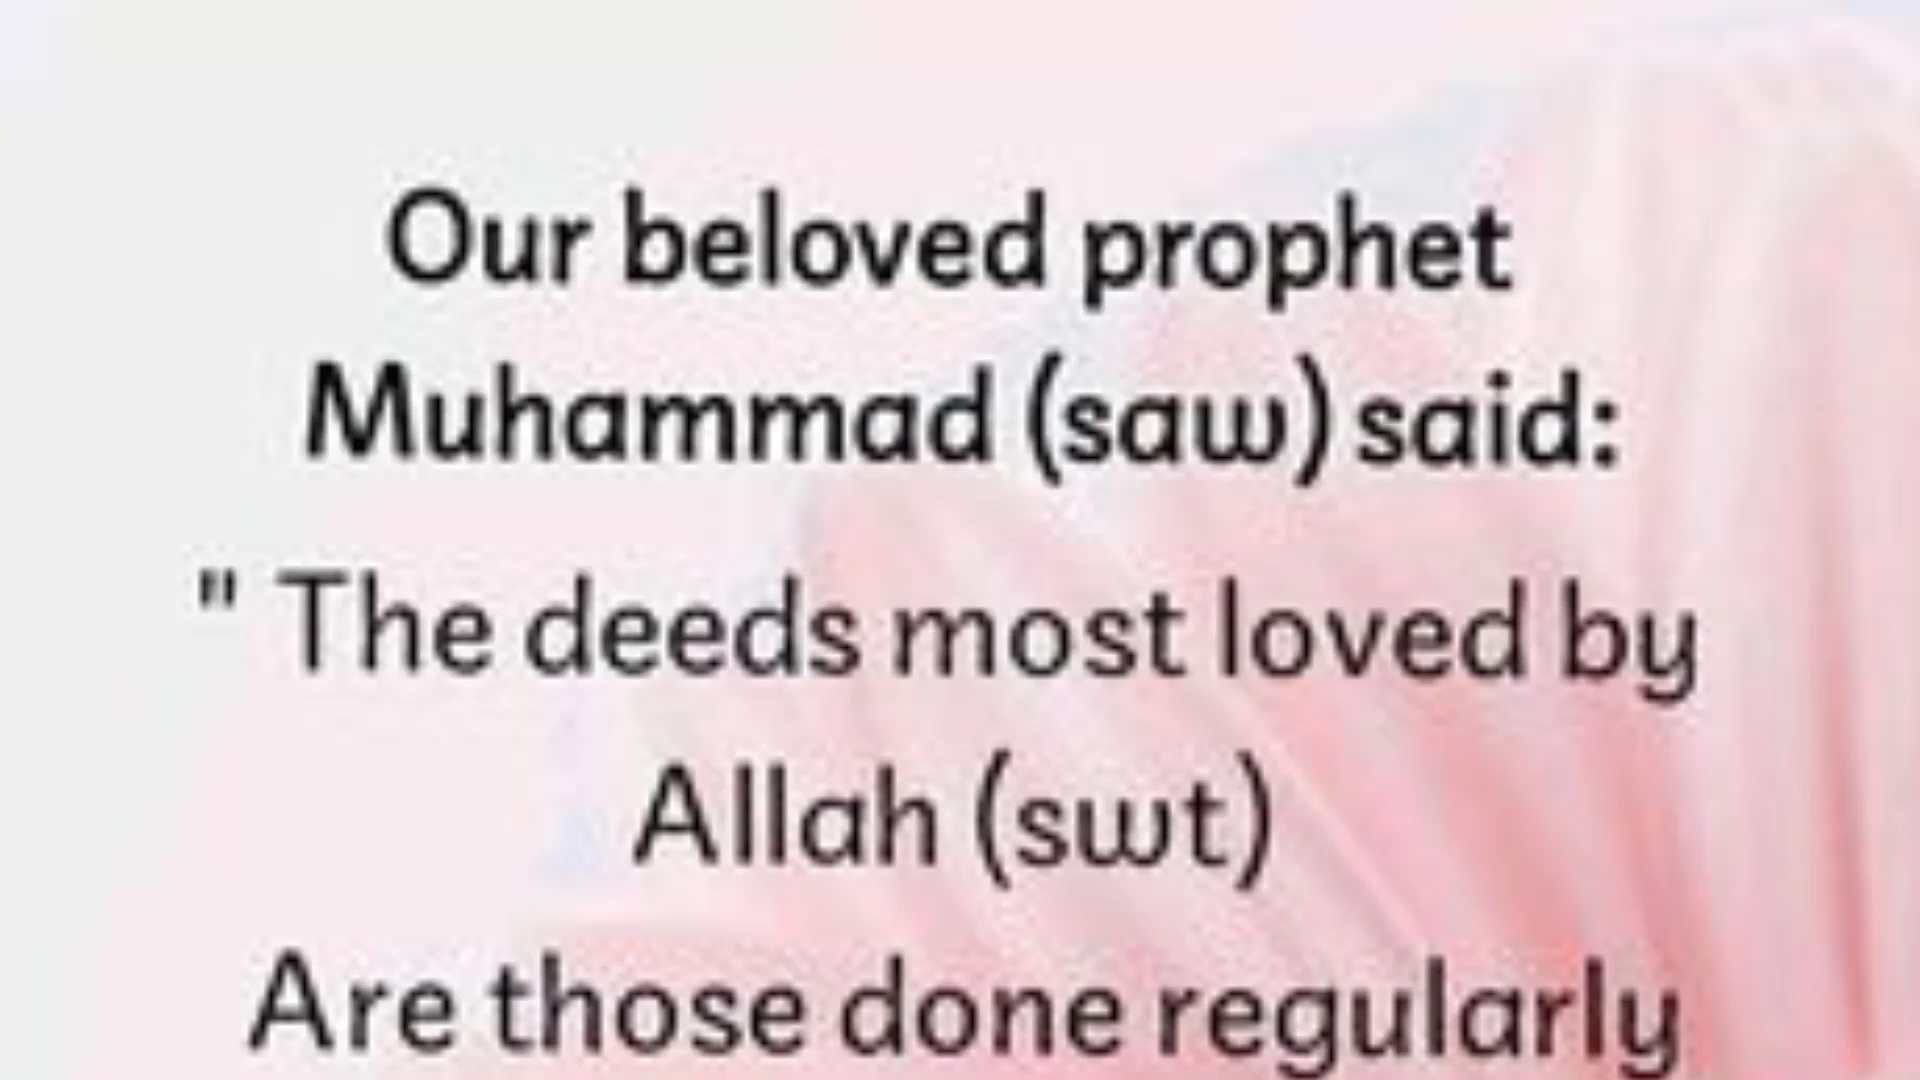 Our beloved prophet
Muhammad (saw) said:
" The deeds most loved by
Allah (swt)
Are those done regularly